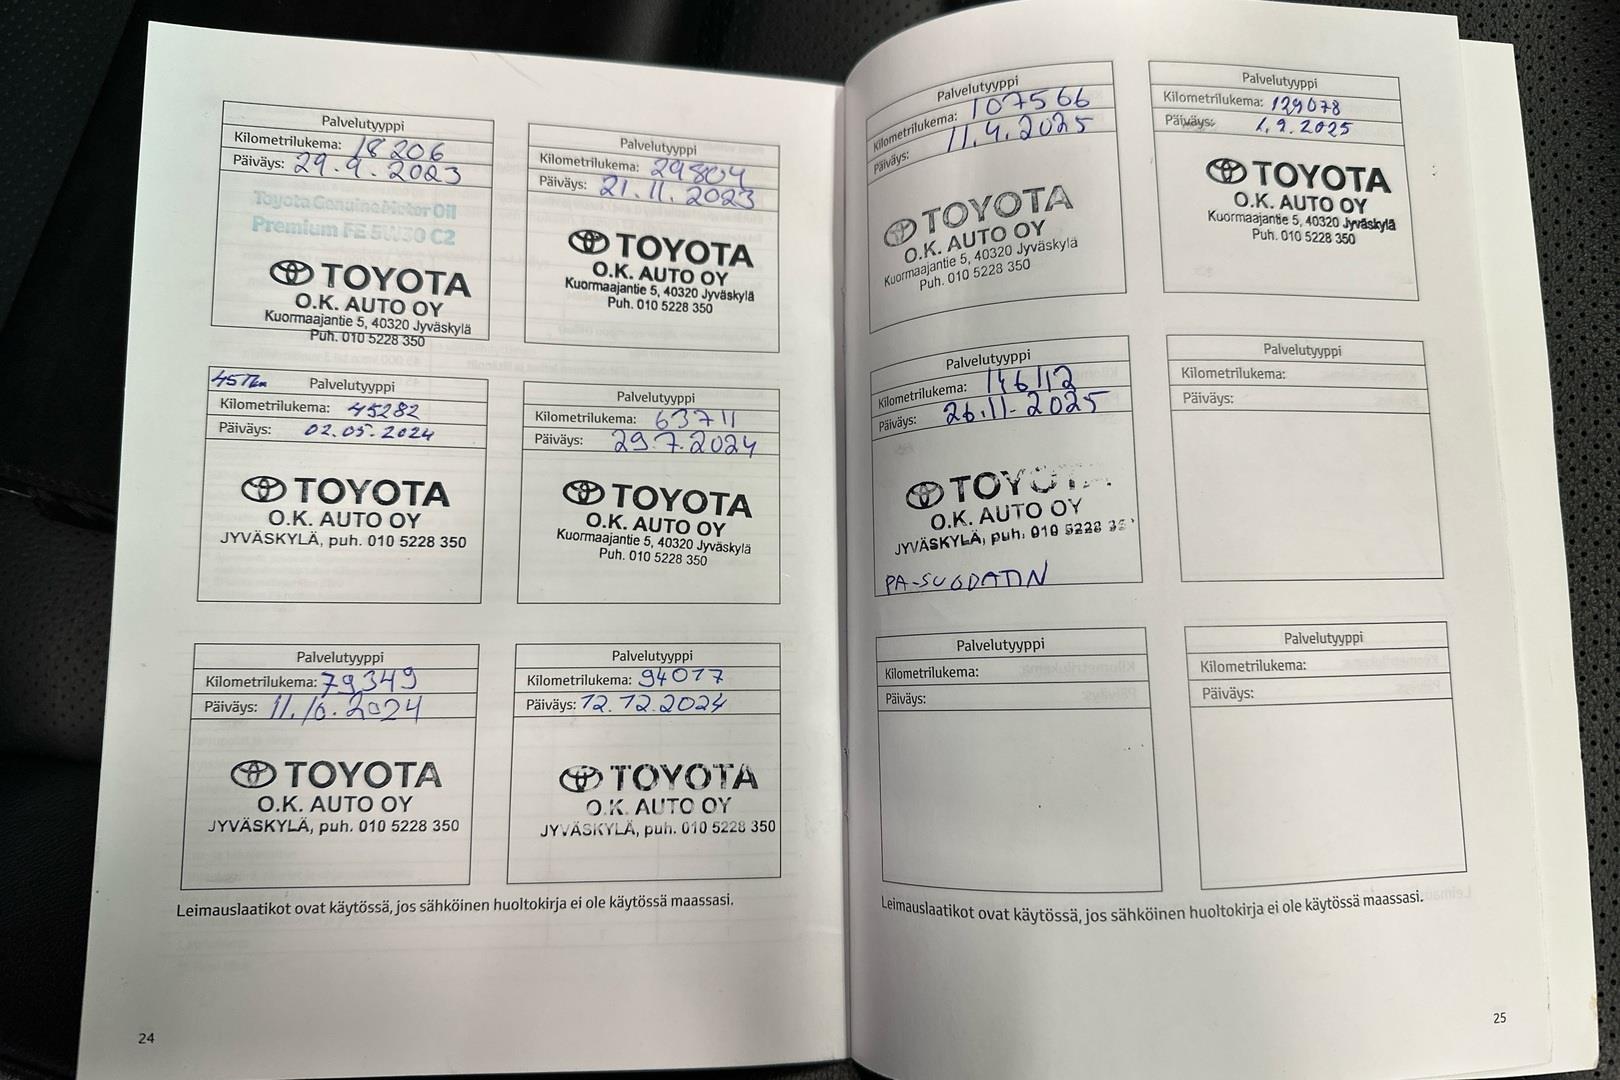 Palvelutyyppi
Kilometrilukema: 18206
Päiväys: 29.9.2023
Toyota Genuine Motor Oil
Premium FE 5W30 C2
TOYOTA
O.K. AUTO OY
Kuormaajantie 5, 40320 Jyväskylä
Puh. 010 5228 350
Palvelutyyppi
Kilometrilukema: 29804
Päiväys: 21.11.2023
TOYOTA
O.K. AUTO OY
Kuormaajantie 5, 40320 Jyväskylä
Puh. 010 5228 350
45Tkm Palvelutyyppi
Kilometrilukema: 45282
Päiväys: 02.05.2024
TOYOTA
O.K. AUTO OY
JYVÄSKYLÄ, puh. 010 5228 350
Palvelutyyppi
Kilometrilukema: 63711
Päiväys: 29.7.2024
TOYOTA
O.K. AUTO OY
Kuormaajantie 5, 40320 Jyväskylä
Puh. 010 5228 350
Palvelutyyppi
Kilometrilukema: 79349
Päiväys: 11.10.2024
TOYOTA
O.K. AUTO OY
JYVÄSKYLÄ, puh. 010 5228 350
Palvelutyyppi
Kilometrilukema: 94017
Päiväys: 12.12.2024
TOYOTA
O.K. AUTO OY
JYVÄSKYLÄ, puh. 010 5228 350
Leimauslaatikot ovat käytössä, jos sähköinen huoltokirja ei ole käytössä maassasi.
24
Palvelutyyppi
Kilometrilukema: 107566
Päiväys: 11.4.2025
TOYOTA
O.K. AUTO OY
Kuormaajantie 5, 40320 Jyväskylä
Puh. 010 5228 350
Palvelutyyppi
Kilometrilukema: 129078
Päiväys: 1.9.2025
TOYOTA
O.K. AUTO OY
Kuormaajantie 5, 40320 Jyväskylä
Puh. 010 5228 350
Palvelutyyppi
Kilometrilukema: 146112
Päiväys: 26.11-2025
TOYOTA
O.K. AUTO OY
JYVÄSKYLÄ, puh. 010 5228 35
PA-SUODATIN
Palvelutyyppi
Kilometrilukema:
Päiväys:
Palvelutyyppi
Kilometrilukema:
Päiväys:
Palvelutyyppi
Kilometrilukema:
Päiväys:
Leimauslaatikot ovat käytössä, jos sähköinen huoltokirja ei ole käytössä maassasi.
25